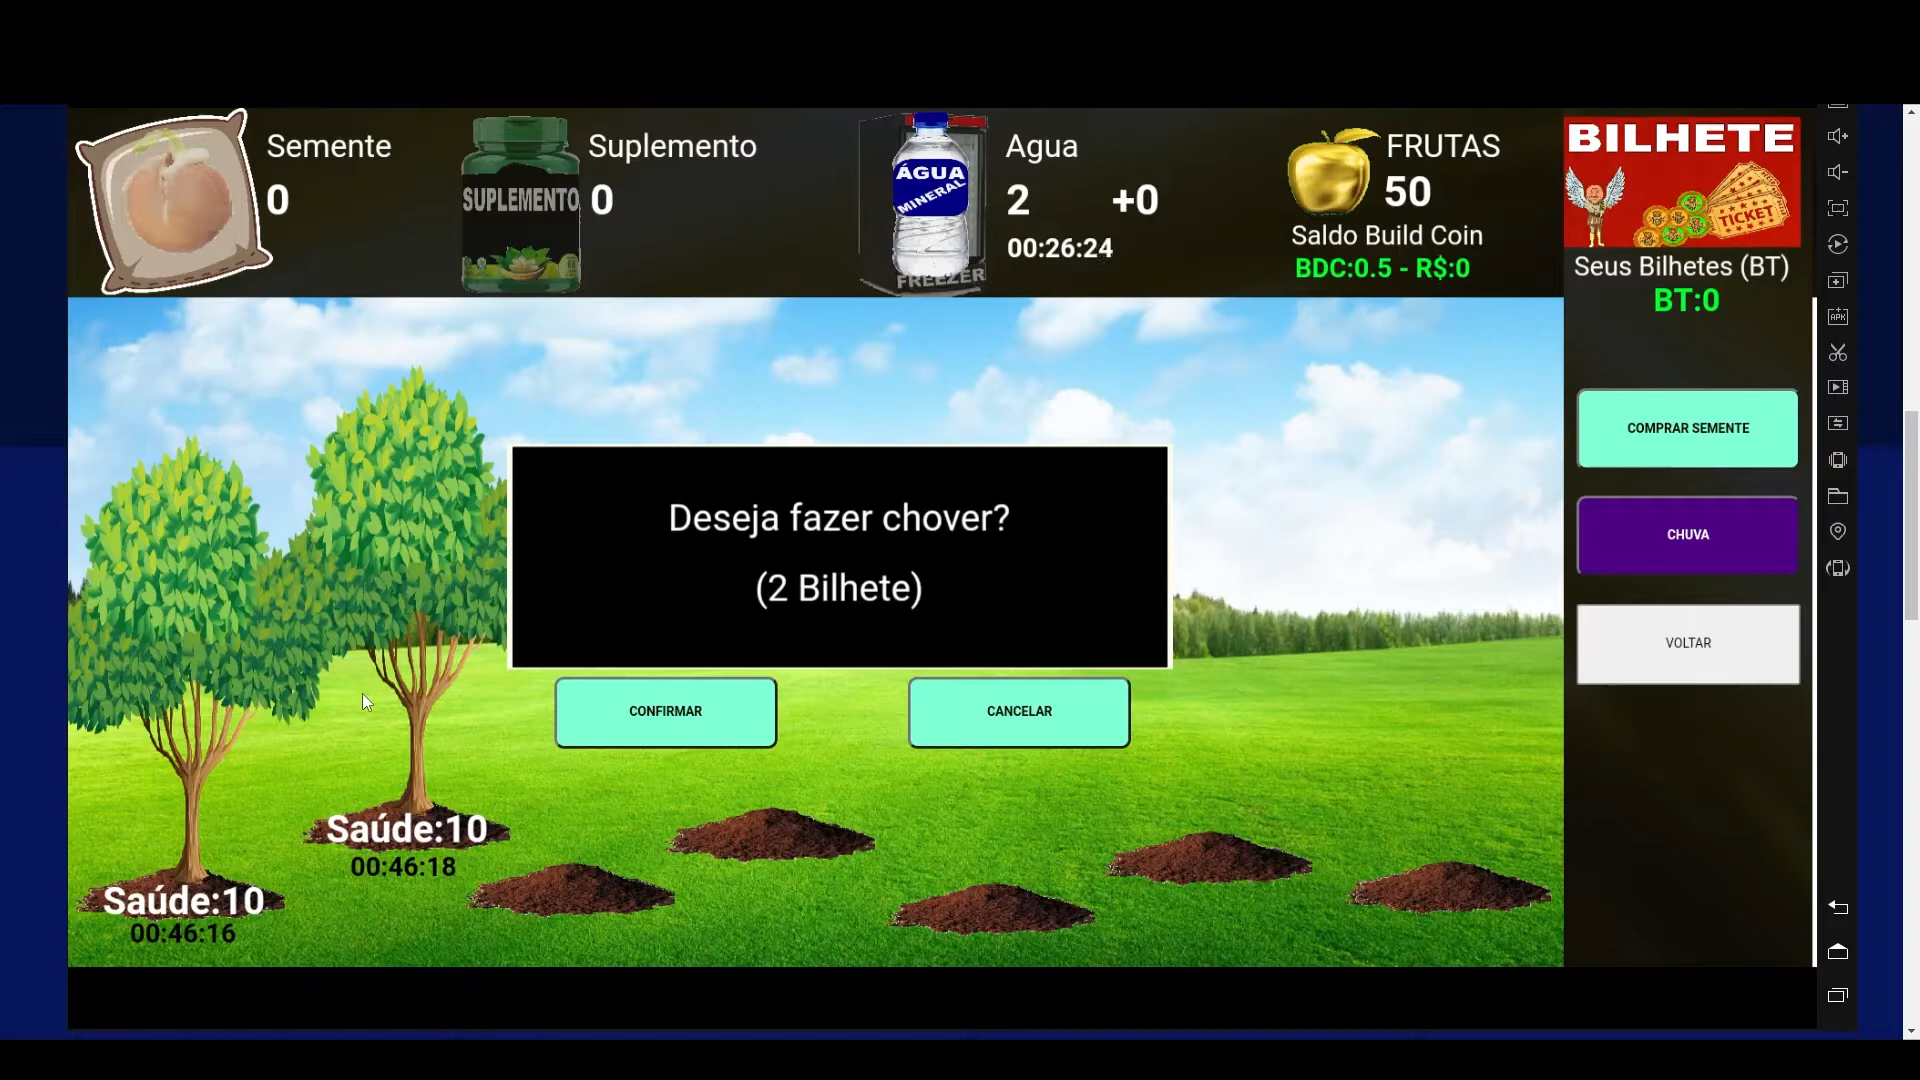 Semente
0
SUPLEMENTO
Suplemento
0
ÁGUA
MINERAL
FREEZER
Agua
2 +0
00:26:24
FRUTAS
50
Saldo Build Coin
BDC:0.5 - R$:0
BILHETE
TICKET
Seus Bilhetes (BT)
BT:0
COMPRAR SEMENTE
CHUVA
VOLTAR
Deseja fazer chover?
(2 Bilhete)
CONFIRMAR
CANCELAR
Saúde:10
00:46:18
Saúde:10
00:46:16
APK